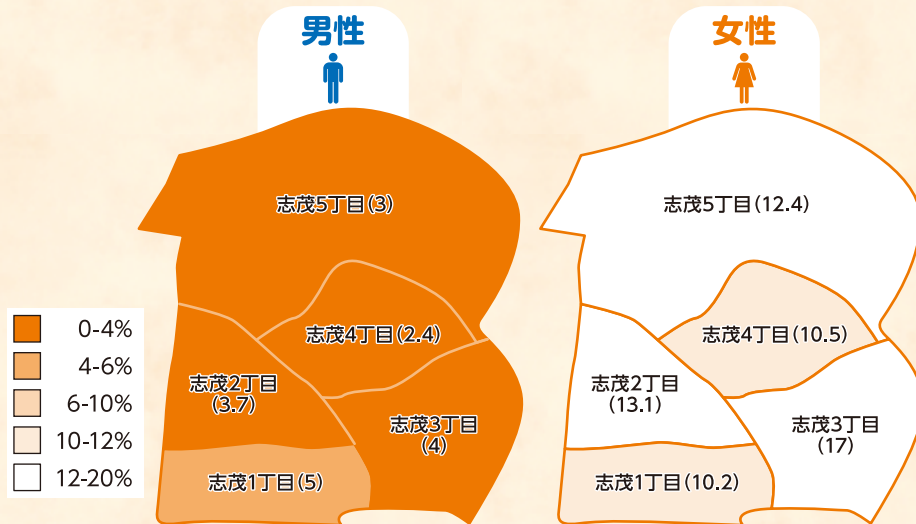 男性
女性
志茂5丁目(3)
志茂4丁目(2.4)
志茂2丁目
(3.7)
志茂3丁目
(4)
志茂1丁目(5)
志茂5丁目(12.4)
志茂4丁目(10.5)
志茂2丁目
(13.1)
志茂3丁目
(17)
志茂1丁目(10.2)
0-4%
4-6%
6-10%
10-12%
12-20%